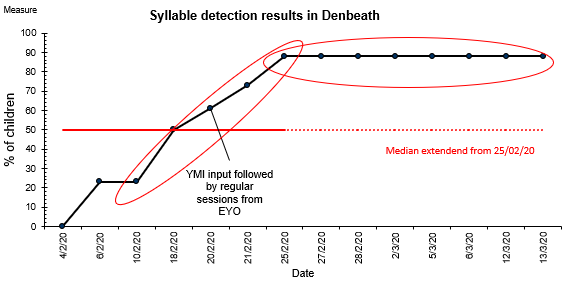 Measure
Syllable detection results in Denbeath
% of children
100
90
80
70
60
50
40
30
20
10
0
Median extendend from 25/02/20
YMI input followed
by regular
sessions from
EYO
4/2/20
6/2/20
10/2/20
18/2/20
20/2/20
21/2/20
25/2/20
27/2/20
28/2/20
2/3/20
5/3/20
6/3/20
12/3/20
13/3/20
Date